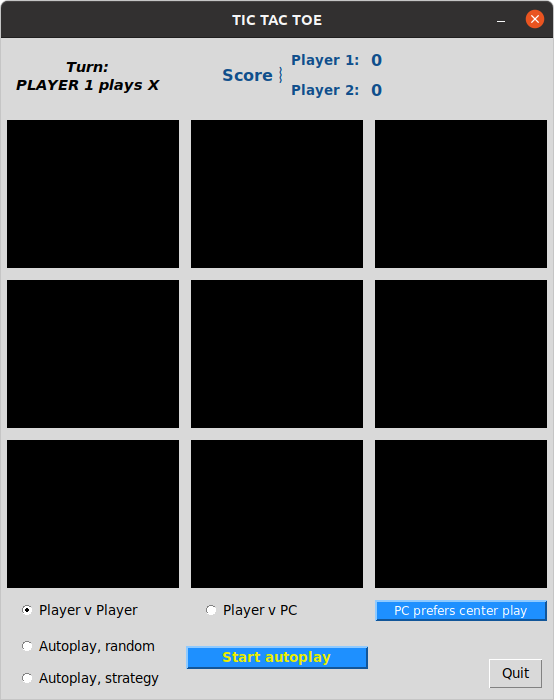 TIC TAC TOE
Turn:
PLAYER 1 plays X
Score
Player 1: 0
Player 2: 0
Player v Player
Player v PC
PC prefers center play
Autoplay, random
Start autoplay
Autoplay, strategy
Quit